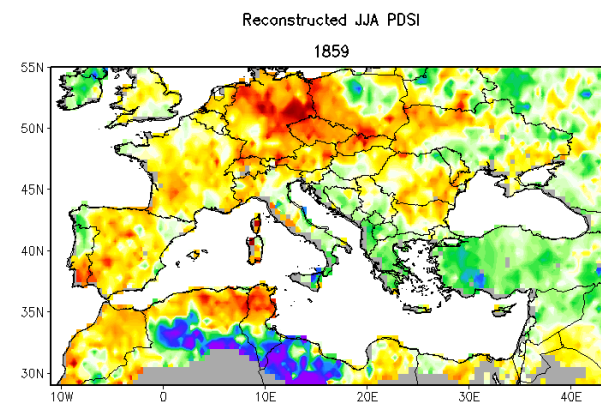 Reconstructed JJA PDSI
1859
55N
50N
45N
40N
35N
30N
10W 0 10E 20E 30E 40E